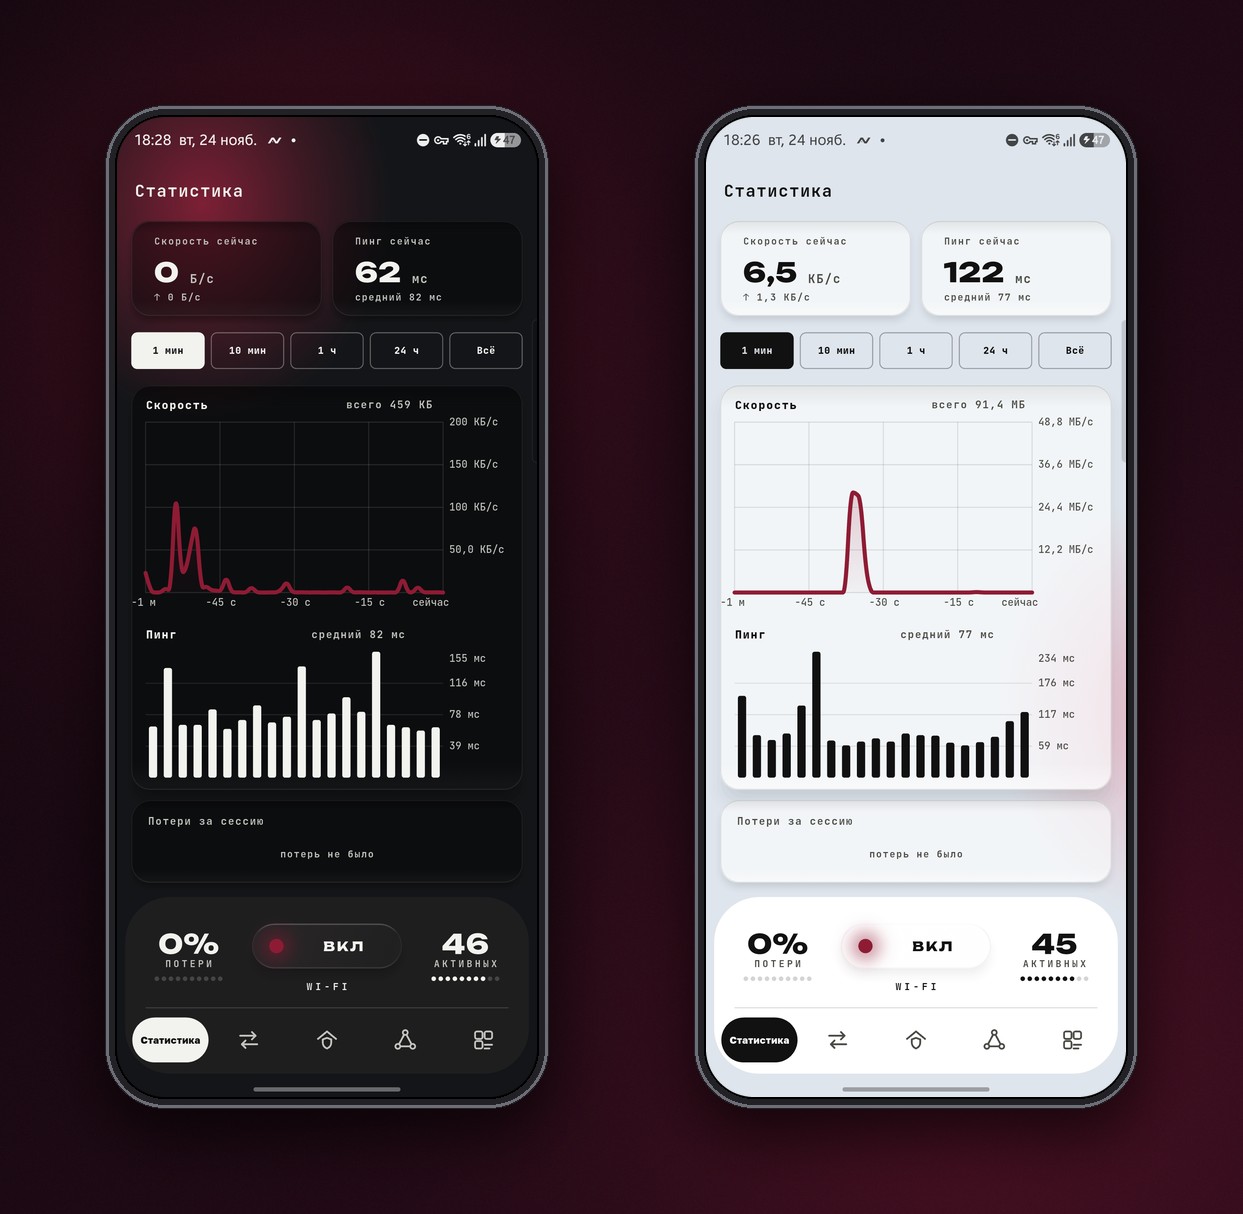 18:28 вт, 24 нояб.
47
Статистика
Скорость сейчас
0 Б/с
↑ 0 Б/с
Пинг сейчас
62 мс
средний 82 мс
1 мин
10 мин
1 ч
24 ч
Всё
Скорость
всего 459 КБ
200 КБ/с
150 КБ/с
100 КБ/с
50,0 КБ/с
-1 м
-45 с
-30 с
-15 с
сейчас
Пинг
средний 82 мс
155 мс
116 мс
78 мс
39 мс
Потери за сессию
потерь не было
0%
ПОТЕРИ
ВКЛ
WI-FI
46
АКТИВНЫХ
Статистика
18:26 вт, 24 нояб.
47
Статистика
Скорость сейчас
6,5 КБ/с
↑ 1,3 КБ/с
Пинг сейчас
122 мс
средний 77 мс
1 мин
10 мин
1 ч
24 ч
Всё
Скорость
всего 91,4 МБ
48,8 МБ/с
36,6 МБ/с
24,4 МБ/с
12,2 МБ/с
-1 м
-45 с
-30 с
-15 с
сейчас
Пинг
средний 77 мс
234 мс
176 мс
117 мс
59 мс
Потери за сессию
потерь не было
0%
ПОТЕРИ
ВКЛ
WI-FI
45
АКТИВНЫХ
Статистика